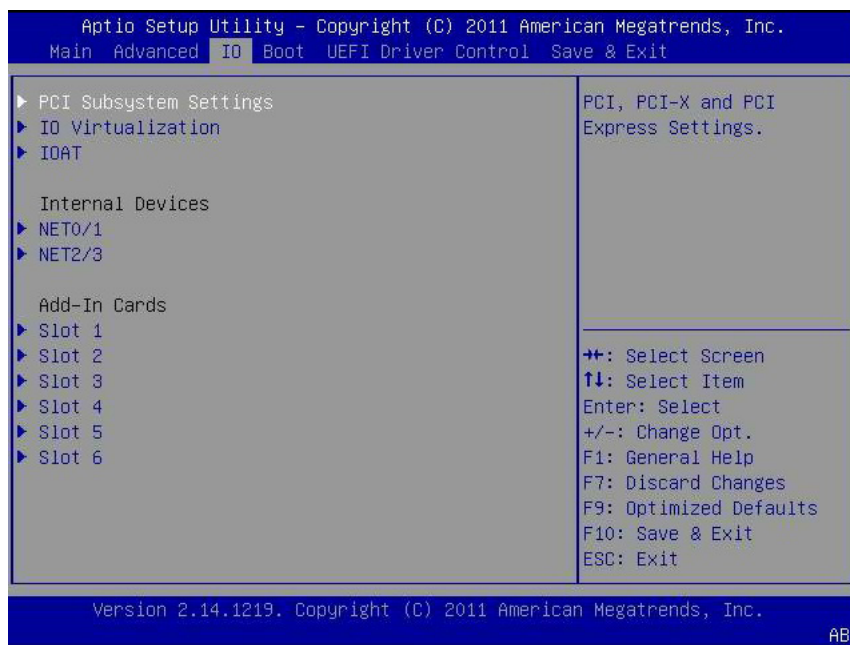 Aptio Setup Utility – Copyright (C) 2011 American Megatrends, Inc.
Main Advanced IO Boot UEFI Driver Control Save & Exit
PCI Subsystem Settings
IO Virtualization
IOAT
Internal Devices
NET0/1
NET2/3
Add-In Cards
Slot 1
Slot 2
Slot 3
Slot 4
Slot 5
Slot 6
PCI, PCI-X and PCI
Express Settings.
→←: Select Screen
↑↓: Select Item
Enter: Select
+/-: Change Opt.
F1: General Help
F7: Discard Changes
F9: Optimized Defaults
F10: Save & Exit
ESC: Exit
Version 2.14.1219. Copyright (C) 2011 American Megatrends, Inc.
AB